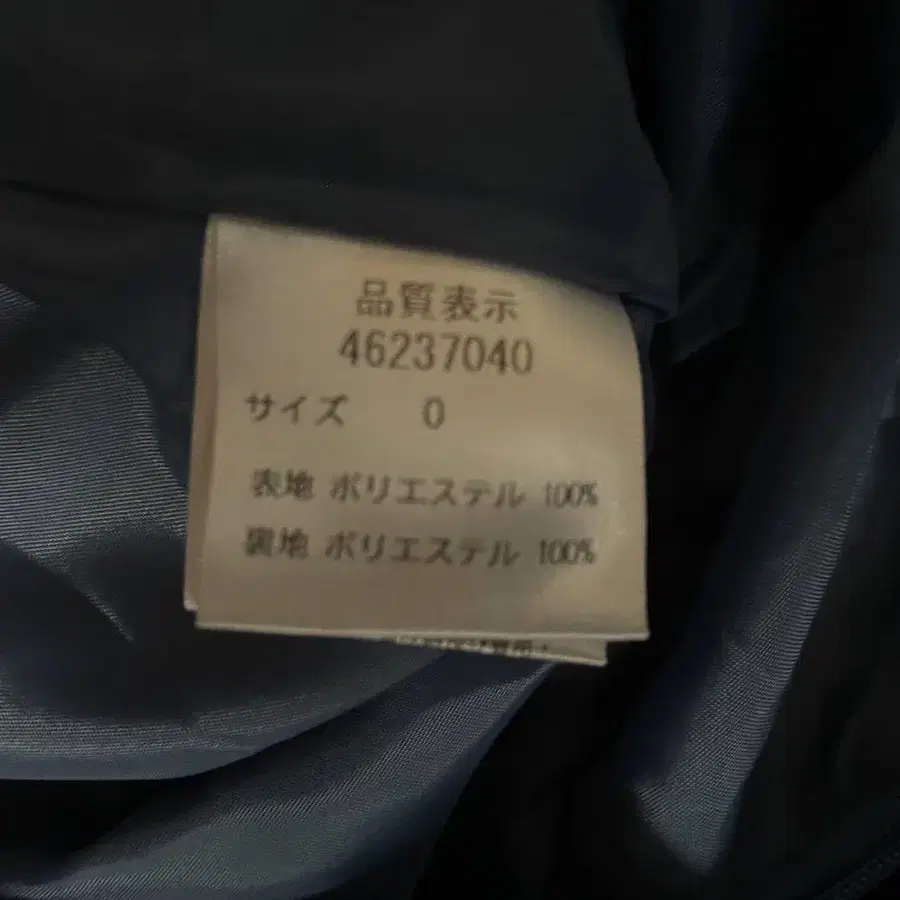 品質表示
46237040
サイズ 0
表地 ポリエステル 100%
裏地 ポリエステル 100%